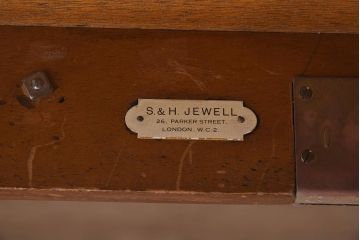 S. & H. JEWELL
26, PARKER STREET,
LONDON. W.C.2.